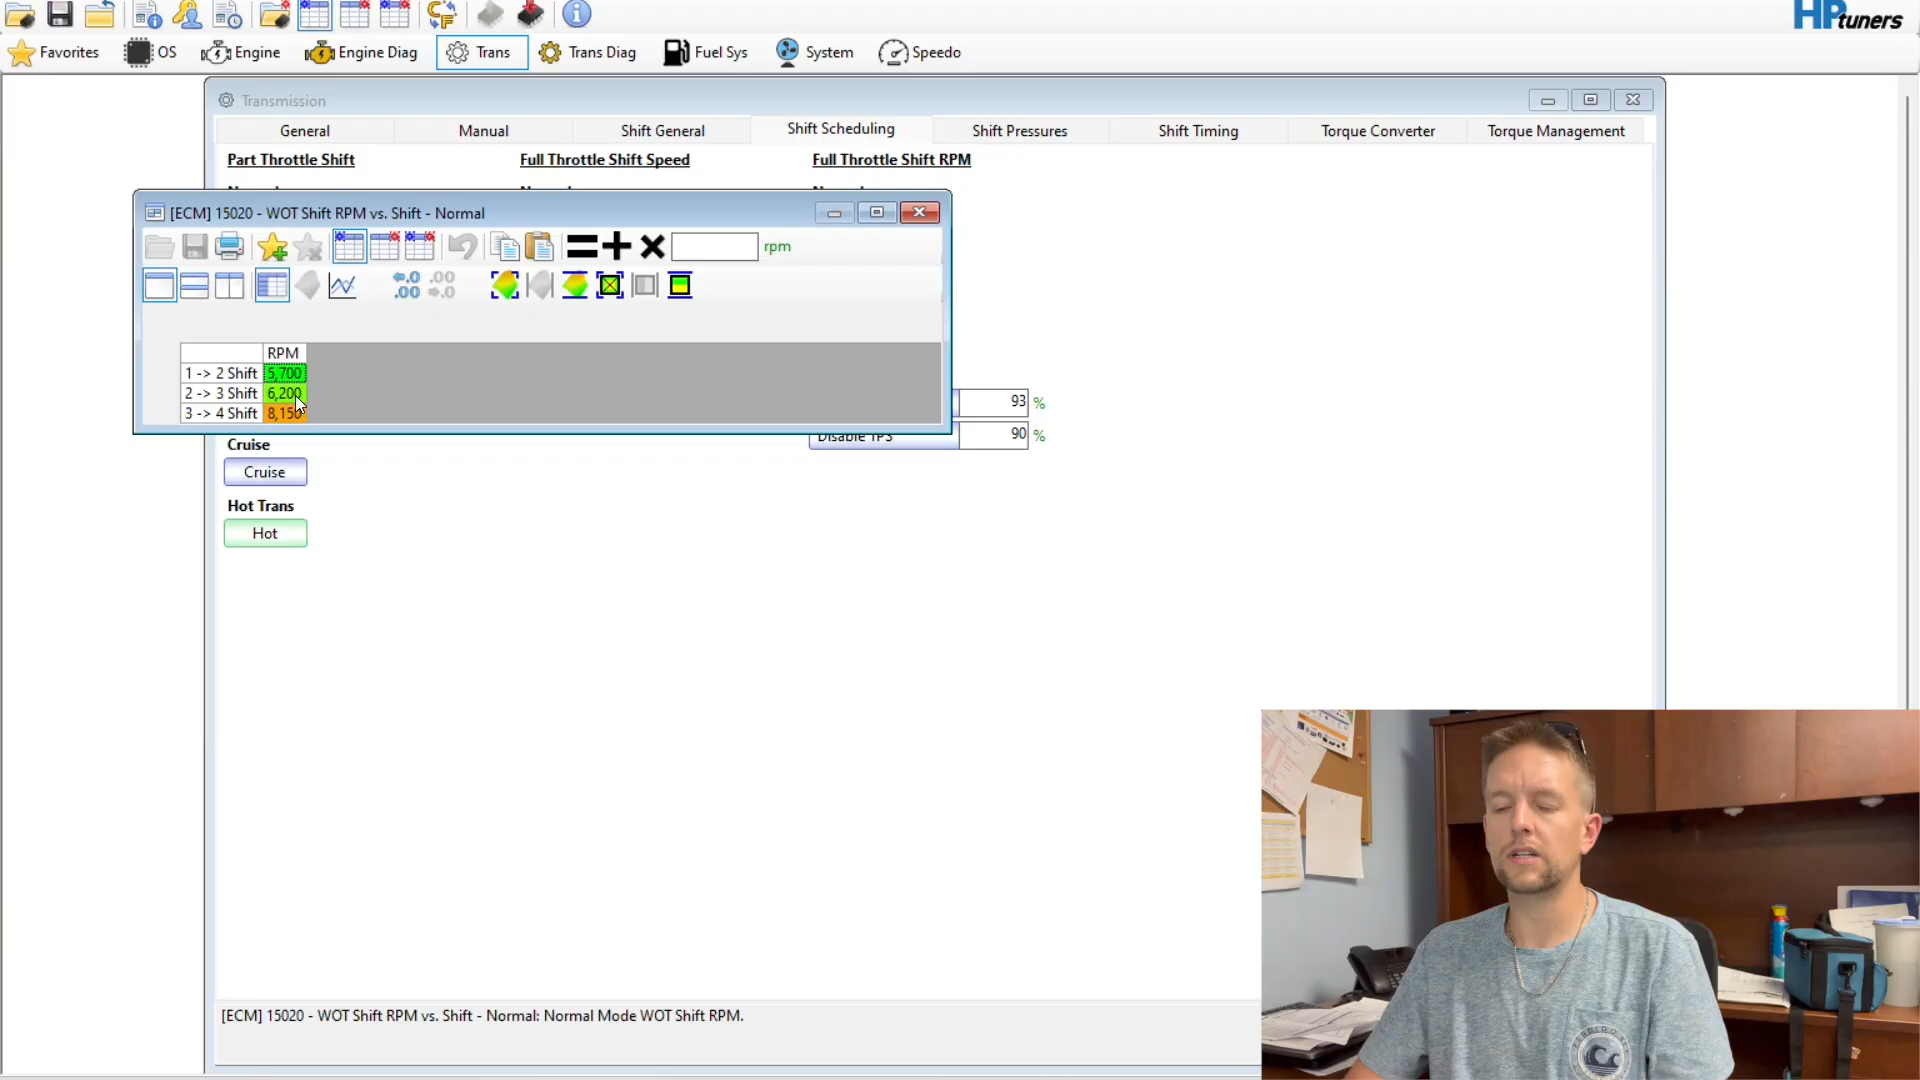 HPtuners
Favorites OS Engine Engine Diag Trans Trans Diag Fuel Sys System Speedo
Transmission
General Manual Shift General Shift Scheduling Shift Pressures Shift Timing Torque Converter Torque Management
Part Throttle Shift Full Throttle Shift Speed Full Throttle Shift RPM
[ECM] 15020 - WOT Shift RPM vs. Shift - Normal
rpm
RPM
1 -> 2 Shift 5,700
2 -> 3 Shift 6,200
3 -> 4 Shift 8,150
93 %
Disable TPS 90 %
Cruise
Cruise
Hot Trans
Hot
[ECM] 15020 - WOT Shift RPM vs. Shift - Normal: Normal Mode WOT Shift RPM.